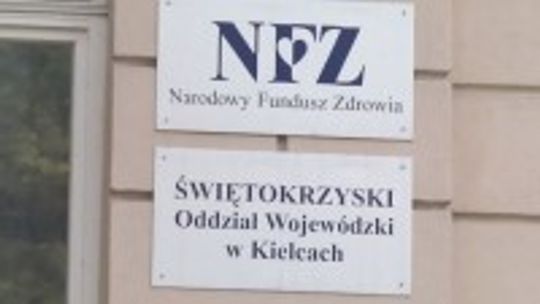 NFZ
Narodowy Fundusz Zdrowia
ŚWIĘTOKRZYSKI
Oddział Wojewódzki
w Kielcach